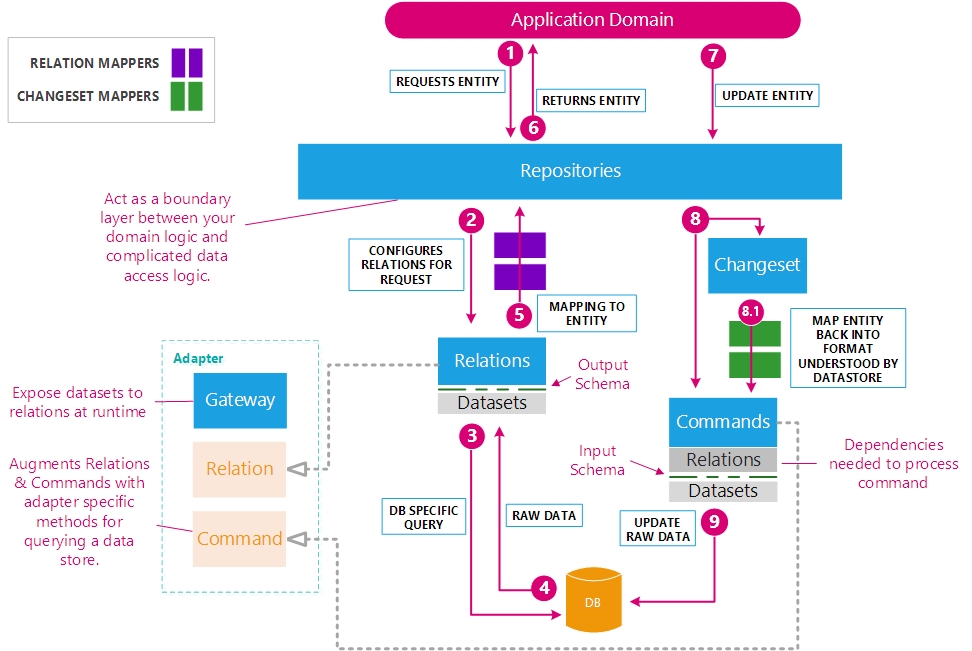 Application Domain
RELATION MAPPERS
CHANGESET MAPPERS
1
7
REQUESTS ENTITY
RETURNS ENTITY
UPDATE ENTITY
6
Repositories
Act as a boundary
layer between your
domain logic and
complicated data
access logic.
2
8
CONFIGURES
RELATIONS FOR
REQUEST
Changeset
5
MAPPING TO
ENTITY
8.1
MAP ENTITY
BACK INTO
FORMAT
UNDERSTOOD BY
DATASTORE
Adapter
Relations
Output
Schema
Datasets
Expose datasets to
relations at runtime
Gateway
Commands
3
Relations
Input
Schema
Datasets
Dependencies
needed to process
command
Augments Relations
& Commands with
adapter specific
methods for
querying a data
store.
Relation
Command
DB SPECIFIC
QUERY
RAW DATA
UPDATE
RAW DATA
9
4
DB